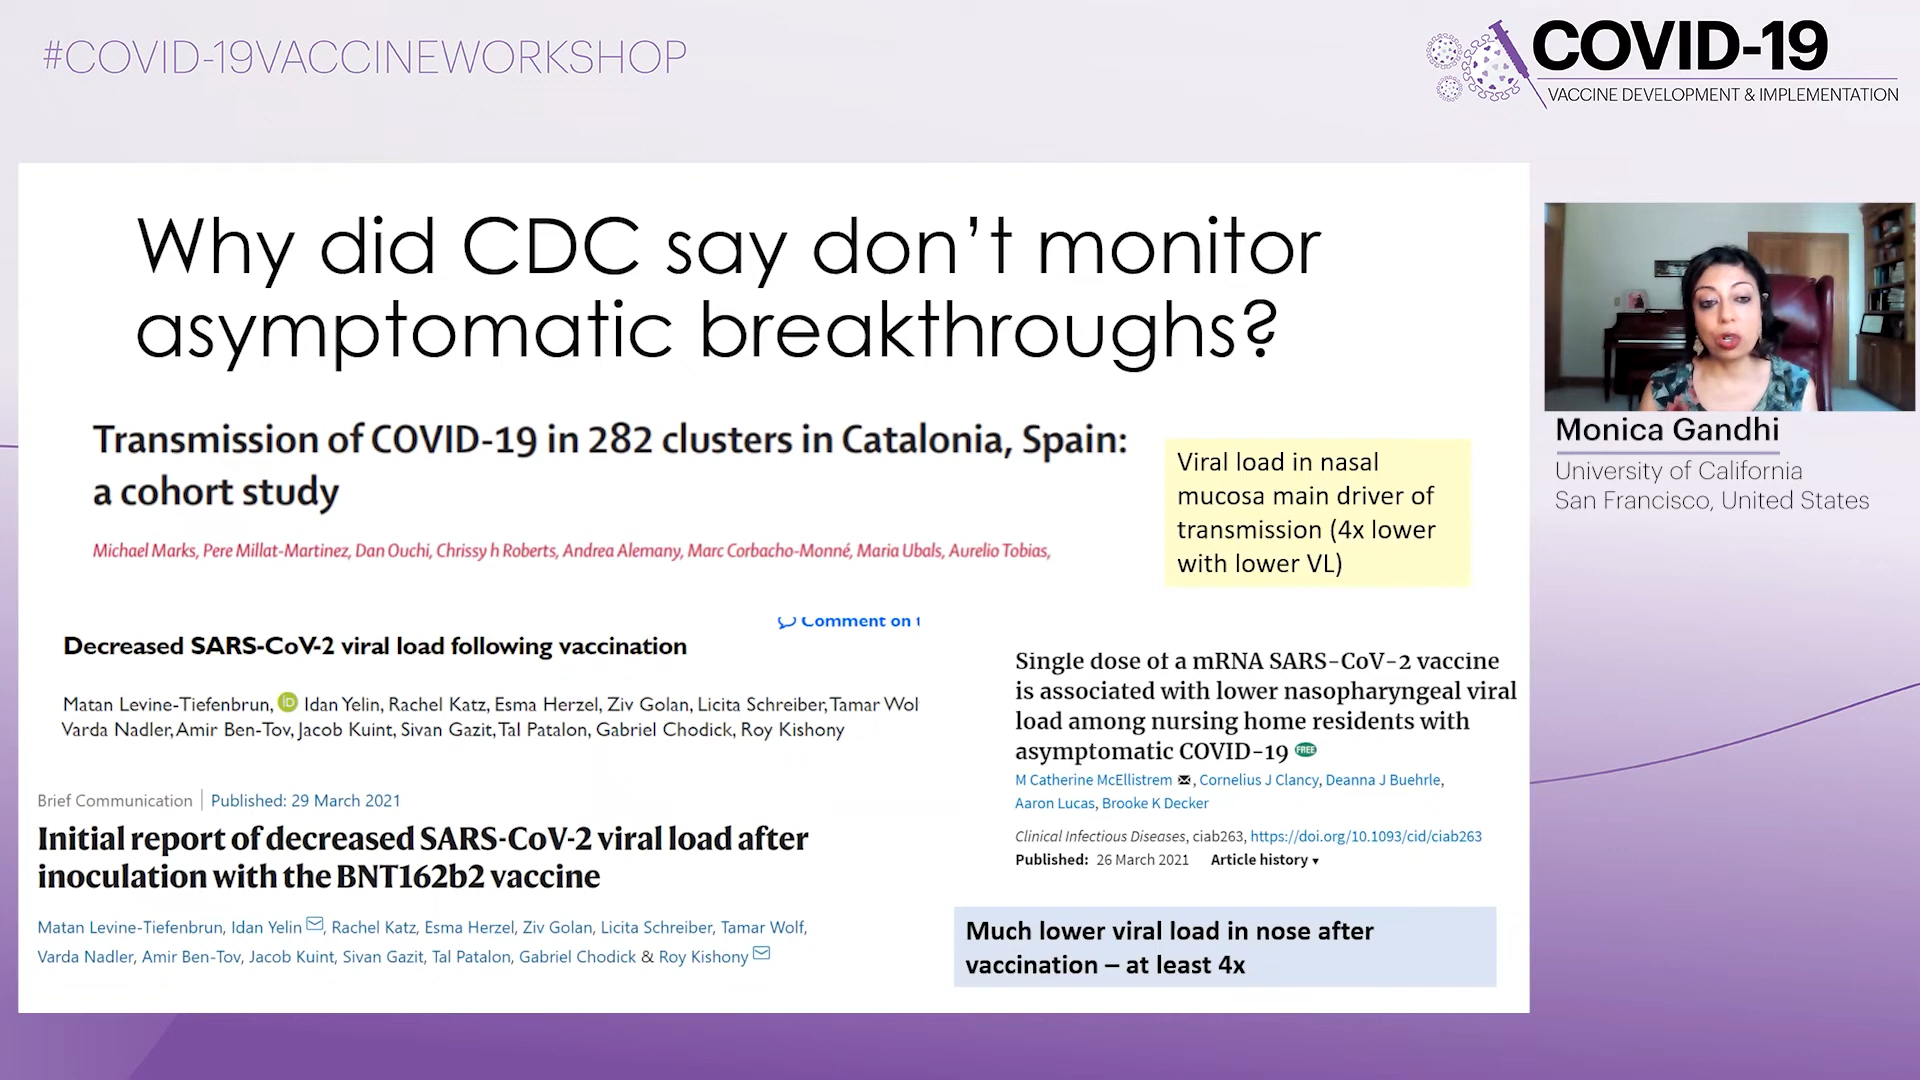 #COVID-19VACCINEWORKSHOP
COVID-19
VACCINE DEVELOPMENT & IMPLEMENTATION
Why did CDC say don't monitor
asymptomatic breakthroughs?
Transmission of COVID-19 in 282 clusters in Catalonia, Spain:
a cohort study
Michael Marks, Pere Millat-Martinez, Dan Ouchi, Chrissy h Roberts, Andrea Alemany, Marc Corbacho-Monné, Maria Ubals, Aurelio Tobias,
Viral load in nasal
mucosa main driver of
transmission (4x lower
with lower VL)
Comment on t
Decreased SARS-CoV-2 viral load following vaccination
Matan Levine-Tiefenbrun, iD Idan Yelin, Rachel Katz, Esma Herzel, Ziv Golan, Licita Schreiber, Tamar Wol
Varda Nadler, Amir Ben-Tov, Jacob Kuint, Sivan Gazit, Tal Patalon, Gabriel Chodick, Roy Kishony
Brief Communication | Published: 29 March 2021
Initial report of decreased SARS-CoV-2 viral load after
inoculation with the BNT162b2 vaccine
Matan Levine-Tiefenbrun, Idan Yelin, Rachel Katz, Esma Herzel, Ziv Golan, Licita Schreiber, Tamar Wolf,
Varda Nadler, Amir Ben-Tov, Jacob Kuint, Sivan Gazit, Tal Patalon, Gabriel Chodick & Roy Kishony
Single dose of a mRNA SARS-CoV-2 vaccine
is associated with lower nasopharyngeal viral
load among nursing home residents with
asymptomatic COVID-19 FREE
M Catherine McEllistrem, Cornelius J Clancy, Deanna J Buehrle,
Aaron Lucas, Brooke K Decker
Clinical Infectious Diseases, ciab263, https://doi.org/10.1093/cid/ciab263
Published: 26 March 2021 Article history ▾
Much lower viral load in nose after
vaccination – at least 4x
Monica Gandhi
University of California
San Francisco, United States